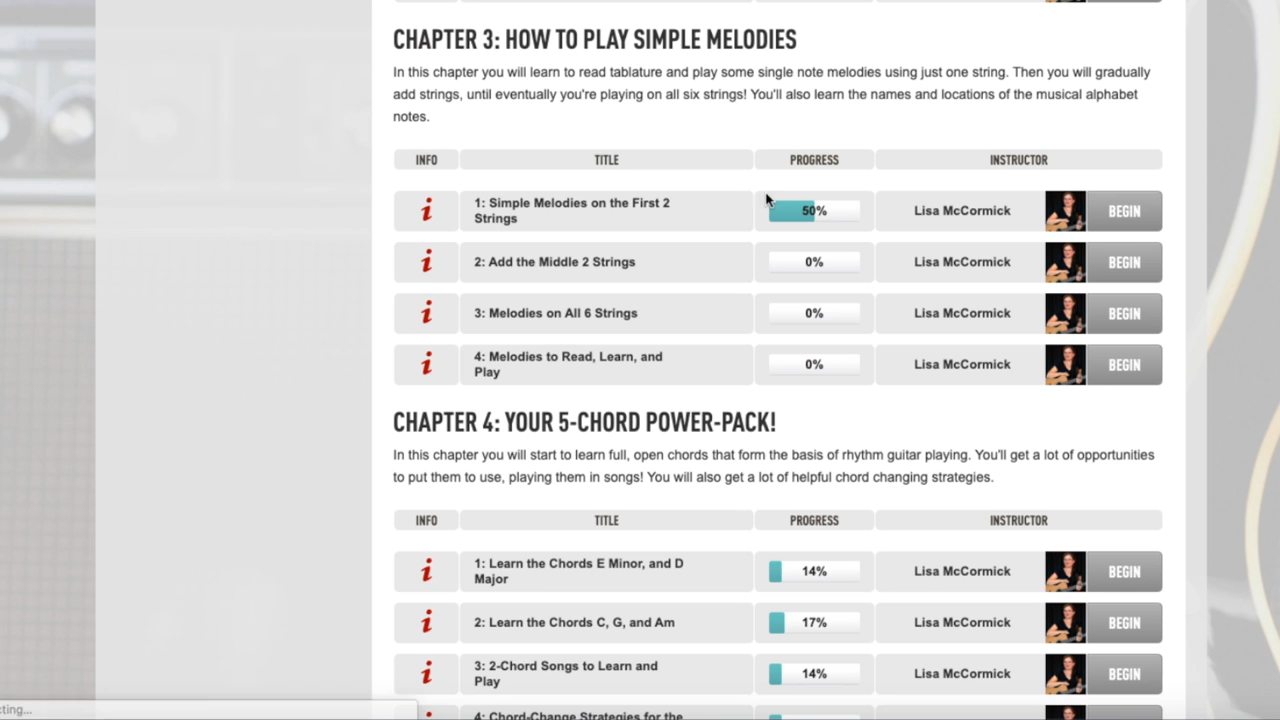 CHAPTER 3: HOW TO PLAY SIMPLE MELODIES
In this chapter you will learn to read tablature and play some single note melodies using just one string. Then you will gradually
add strings, until eventually you're playing on all six strings! You'll also learn the names and locations of the musical alphabet
notes.
INFO TITLE PROGRESS INSTRUCTOR
i 1: Simple Melodies on the First 2
Strings
50% Lisa McCormick BEGIN
i 2: Add the Middle 2 Strings 0% Lisa McCormick BEGIN
i 3: Melodies on All 6 Strings 0% Lisa McCormick BEGIN
i 4: Melodies to Read, Learn, and
Play
0% Lisa McCormick BEGIN
CHAPTER 4: YOUR 5-CHORD POWER-PACK!
In this chapter you will start to learn full, open chords that form the basis of rhythm guitar playing. You'll get a lot of opportunities
to put them to use, playing them in songs! You will also get a lot of helpful chord changing strategies.
INFO TITLE PROGRESS INSTRUCTOR
i 1: Learn the Chords E Minor, and D
Major
14% Lisa McCormick BEGIN
i 2: Learn the Chords C, G, and Am 17% Lisa McCormick BEGIN
i 3: 2-Chord Songs to Learn and
Play
14% Lisa McCormick BEGIN
4: Chord-Change Strategies for the
cting...